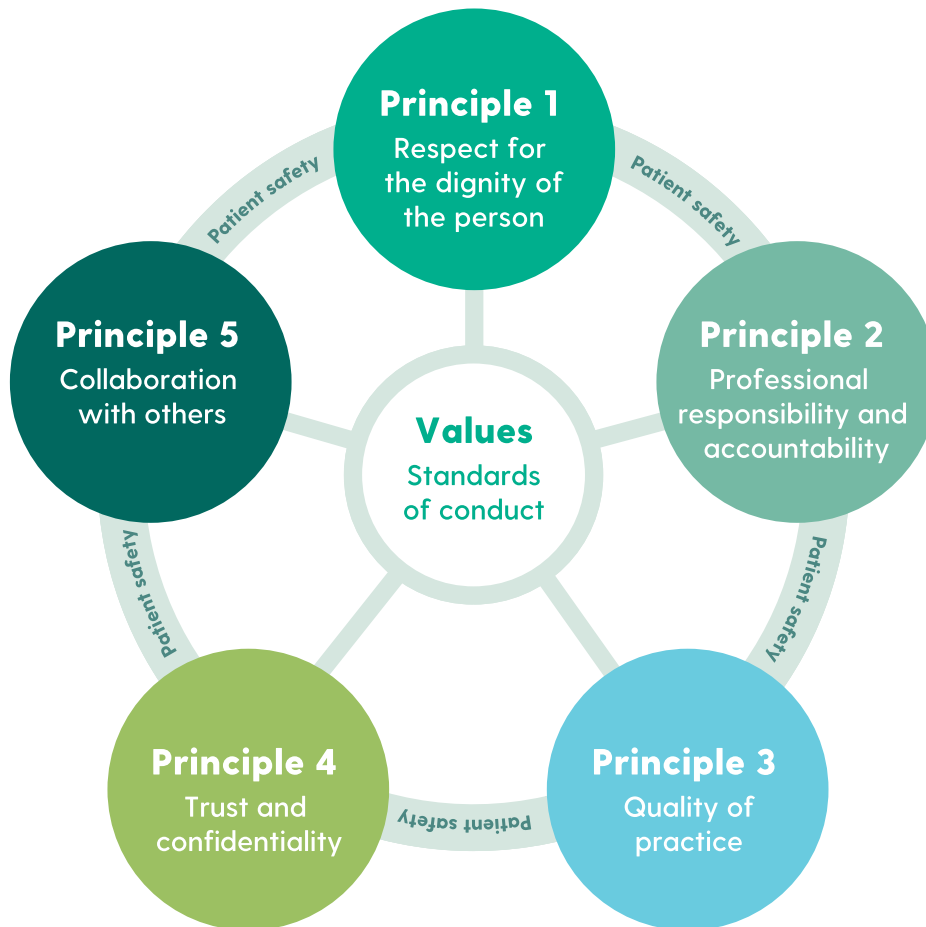 Principle 1
Respect for
the dignity of
the person
Patient safety
Patient safety
Principle 5
Collaboration
with others
Principle 2
Professional
responsibility and
accountability
Values
Standards
of conduct
Patient safety
Patient safety
Principle 4
Trust and
confidentiality
Principle 3
Quality of
practice
Patient safety